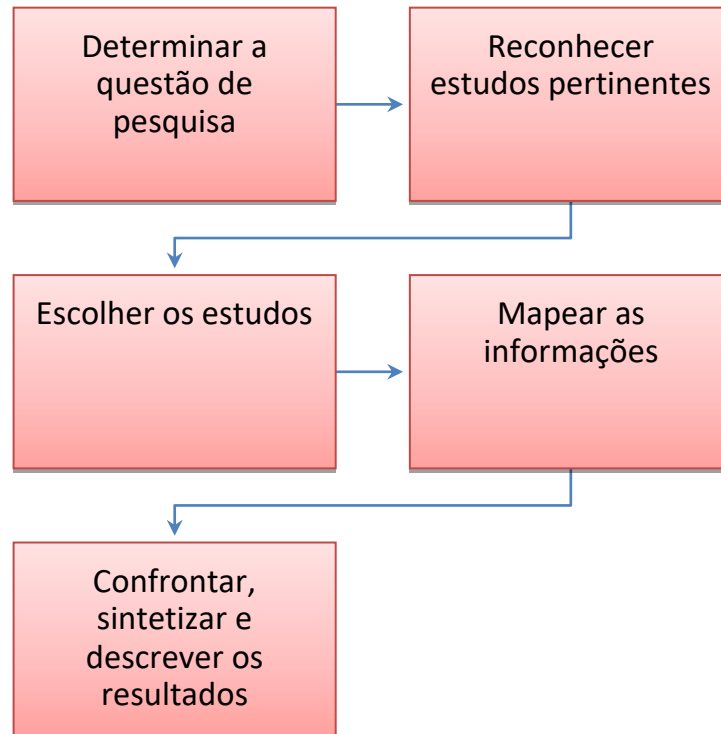 Determinar a
questão de
pesquisa
Reconhecer
estudos pertinentes
Escolher os estudos
Mapear as
informações
Confrontar,
sintetizar e
descrever os
resultados